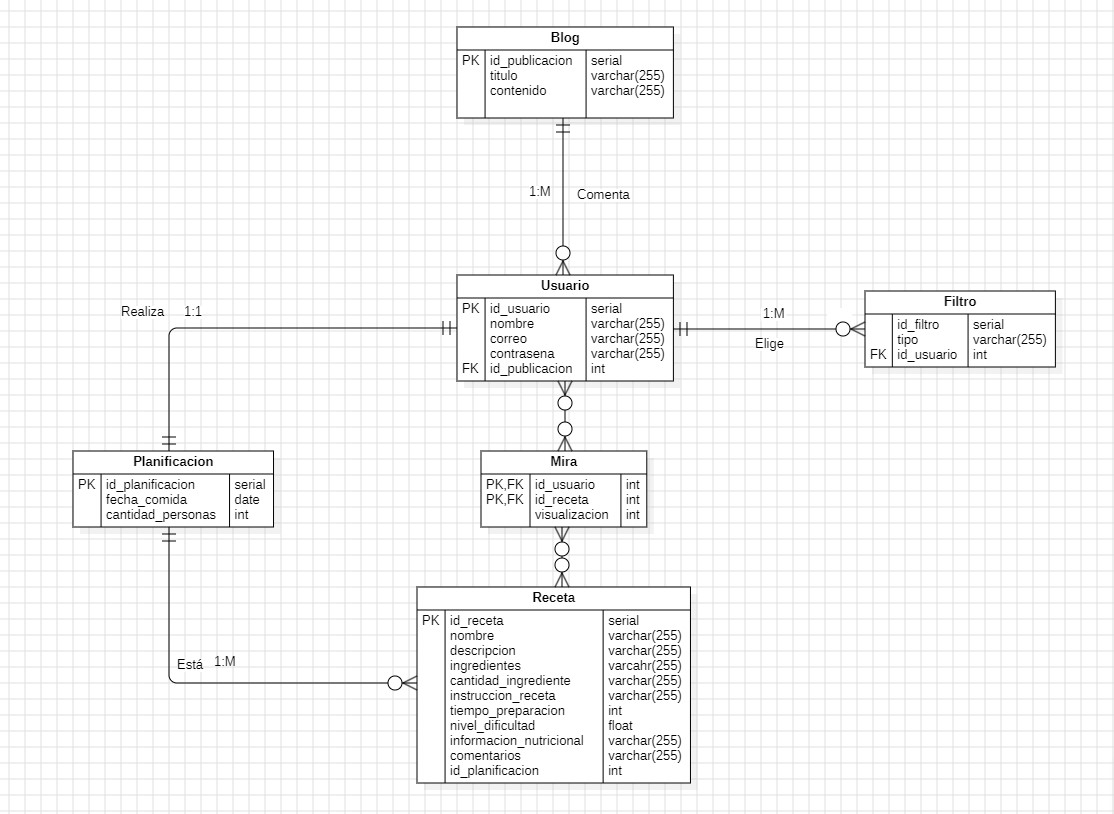 Blog
PK id_publicacion serial
titulo varchar(255)
contenido varchar(255)
1:M Comenta
Usuario
PK id_usuario serial
nombre varchar(255)
correo varchar(255)
contrasena varchar(255)
FK id_publicacion int
Realiza 1:1
1:M
Elige
Filtro
id_filtro serial
tipo varchar(255)
FK id_usuario int
Planificacion
PK id_planificacion serial
fecha_comida date
cantidad_personas int
Mira
PK,FK id_usuario int
PK,FK id_receta int
visualizacion int
Está 1:M
Receta
PK id_receta serial
nombre varchar(255)
descripcion varchar(255)
ingredientes varcahr(255)
cantidad_ingrediente varchar(255)
instruccion_receta varchar(255)
tiempo_preparacion int
nivel_dificultad float
informacion_nutricional varchar(255)
comentarios varchar(255)
id_planificacion int